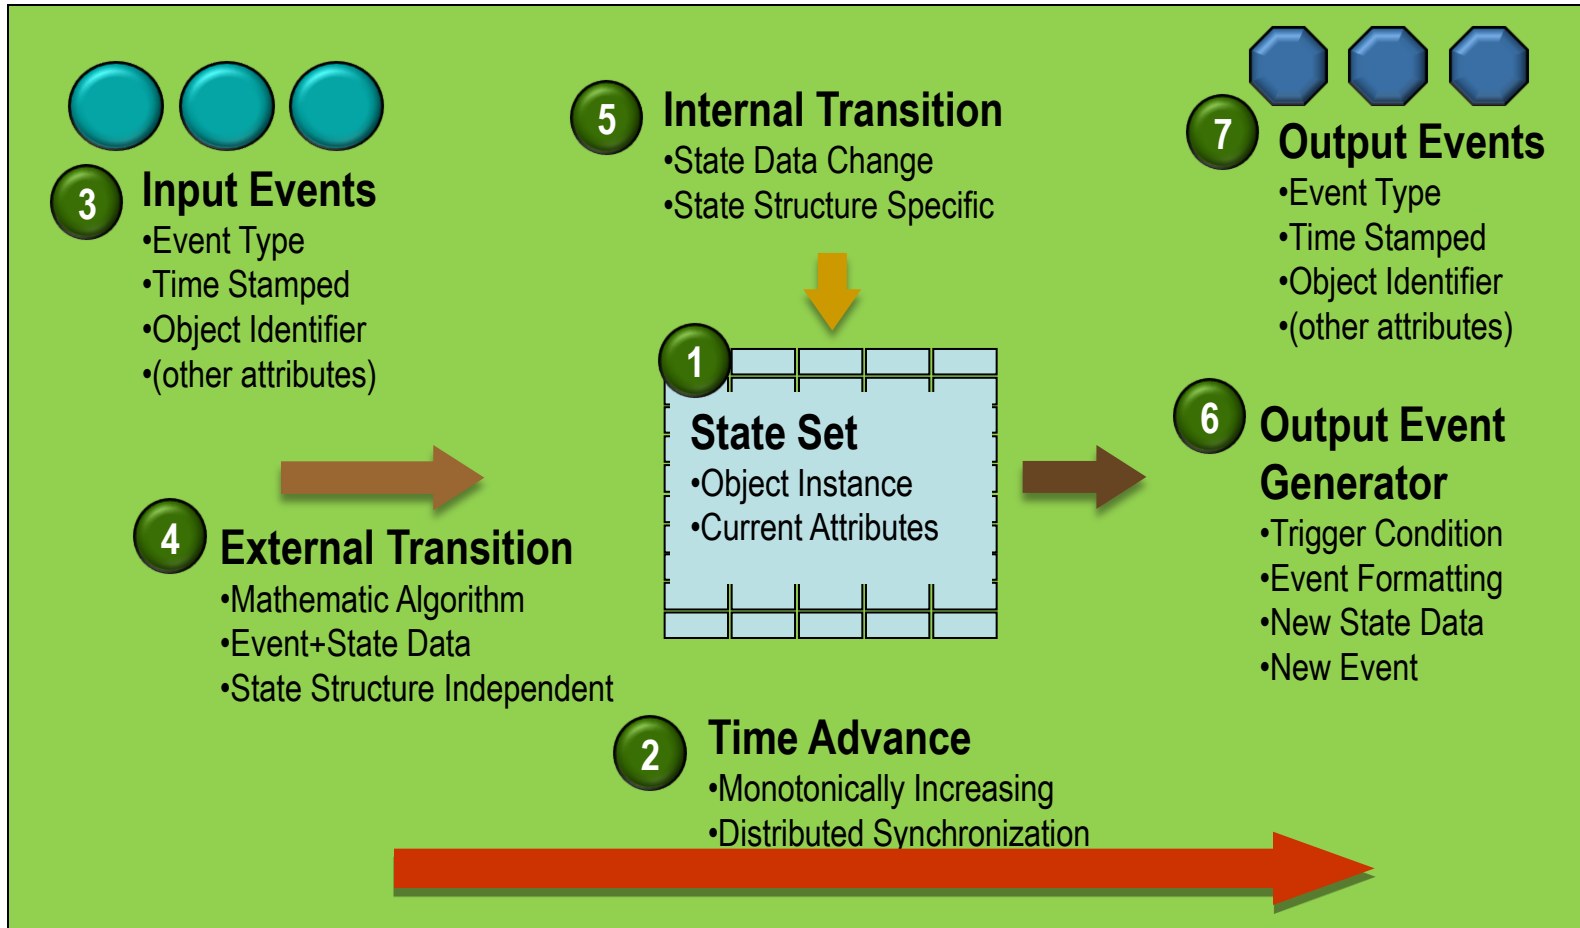 3
Input Events
•Event Type
•Time Stamped
•Object Identifier
•(other attributes)
4
External Transition
•Mathematic Algorithm
•Event+State Data
•State Structure Independent
5
Internal Transition
•State Data Change
•State Structure Specific
1
State Set
•Object Instance
•Current Attributes
2
Time Advance
•Monotonically Increasing
•Distributed Synchronization
7
Output Events
•Event Type
•Time Stamped
•Object Identifier
•(other attributes)
6
Output Event
Generator
•Trigger Condition
•Event Formatting
•New State Data
•New Event